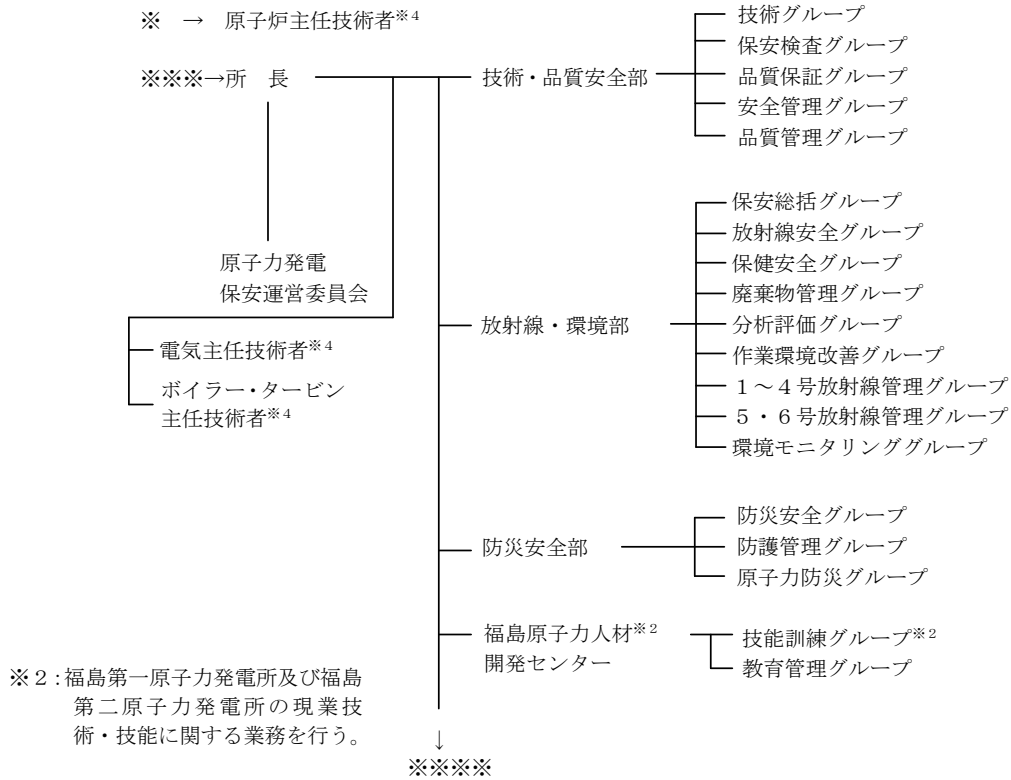 ※ → 原子炉主任技術者※4
※※※→所 長
原子力発電
保安運営委員会
電気主任技術者※4
ボイラー・タービン
主任技術者※4
技術・品質安全部
技術グループ
保安検査グループ
品質保証グループ
安全管理グループ
品質管理グループ
放射線・環境部
保安総括グループ
放射線安全グループ
保健安全グループ
廃棄物管理グループ
分析評価グループ
作業環境改善グループ
1~4号放射線管理グループ
5・6号放射線管理グループ
環境モニタリンググループ
防災安全部
防災安全グループ
防護管理グループ
原子力防災グループ
福島原子力人材※2
開発センター
技能訓練グループ※2
教育管理グループ
※2:福島第一原子力発電所及び福島
第二原子力発電所の現業技
術・技能に関する業務を行う。
↓
※※※※